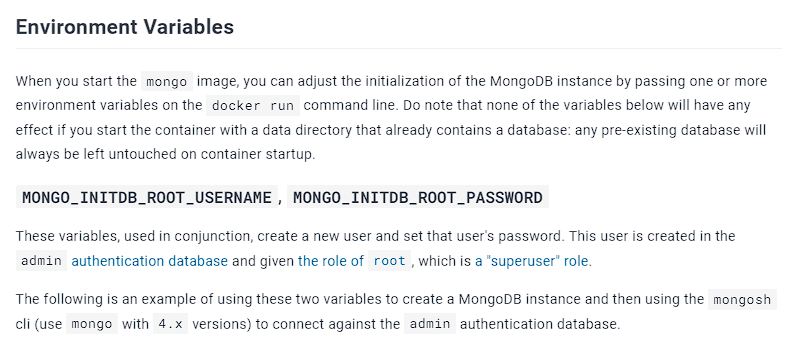 Environment Variables
When you start the mongo image, you can adjust the initialization of the MongoDB instance by passing one or more
environment variables on the docker run command line. Do note that none of the variables below will have any
effect if you start the container with a data directory that already contains a database: any pre-existing database will
always be left untouched on container startup.
MONGO_INITDB_ROOT_USERNAME , MONGO_INITDB_ROOT_PASSWORD
These variables, used in conjunction, create a new user and set that user's password. This user is created in the
admin authentication database and given the role of root , which is a "superuser" role.
The following is an example of using these two variables to create a MongoDB instance and then using the mongosh
cli (use mongo with 4.x versions) to connect against the admin authentication database.